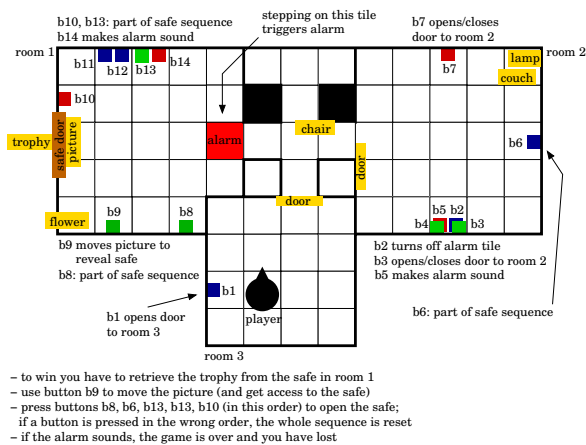 b10, b13: part of safe sequence
b14 makes alarm sound
stepping on this tile
triggers alarm
b7 opens/closes
door to room 2
room 1
room 2
b11
b12
b13
b14
b7
lamp
couch
b10
chair
trophy
safe door
picture
alarm
b6
door
door
flower
b9
b8
b5
b2
b4
b3
b9 moves picture to
reveal safe
b8: part of safe sequence
b2 turns off alarm tile
b3 opens/closes door to room 2
b5 makes alarm sound
b1
b6: part of safe sequence
b1 opens door
to room 3
player
room 3
– to win you have to retrieve the trophy from the safe in room 1
– use button b9 to move the picture (and get access to the safe)
– press buttons b8, b6, b13, b13, b10 (in this order) to open the safe;
if a button is pressed in the wrong order, the whole sequence is reset
– if the alarm sounds, the game is over and you have lost